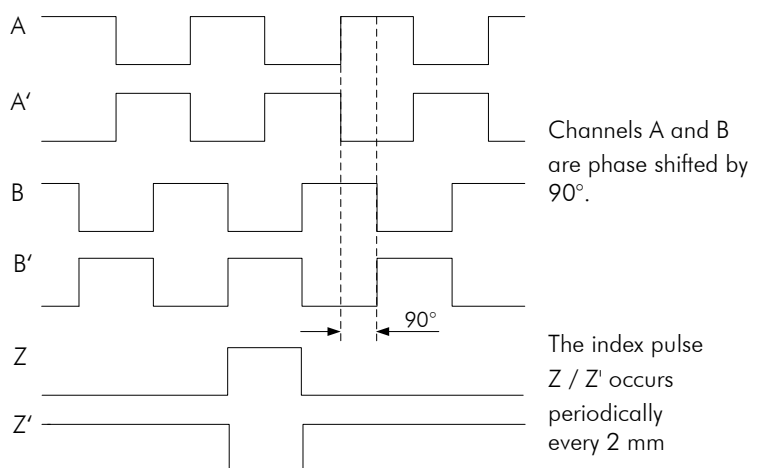 A
A‘
Channels A and B
are phase shifted by
90°.
B
B‘
90°
Z
The index pulse
Z / Z' occurs
periodically
every 2 mm
Z‘